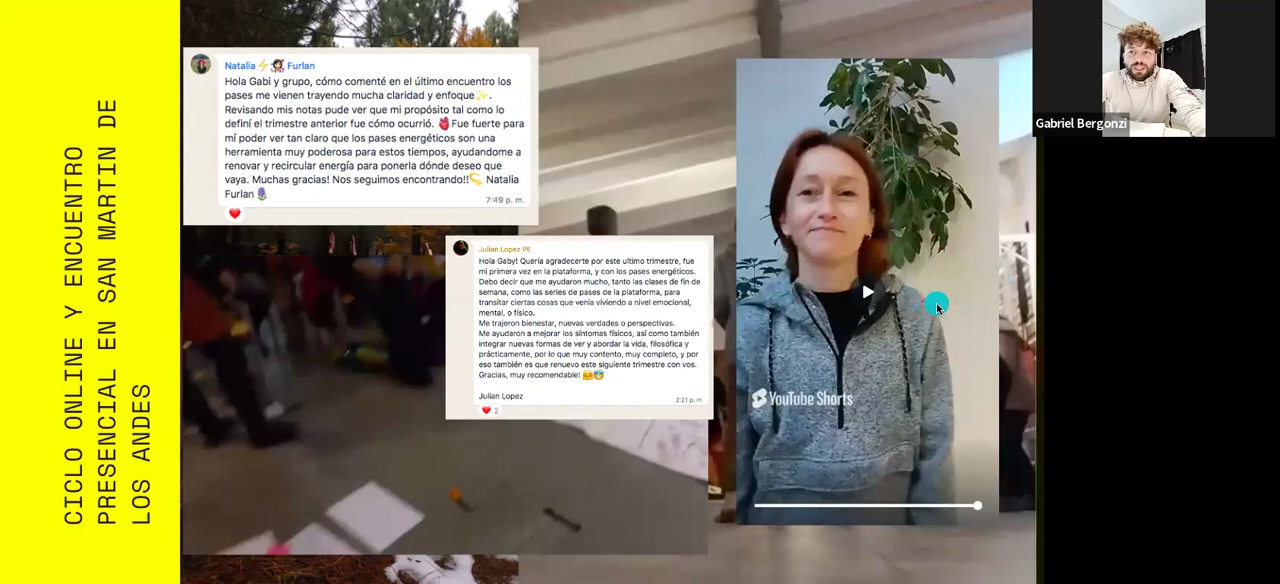 CICLO ONLINE Y ENCUENTRO
PRESENCIAL EN SAN MARTIN DE
LOS ANDES
Natalia ⚡👩🏻‍🚀 Furlan
Hola Gabi y grupo, cómo comenté en el último encuentro los
pases me vienen trayendo mucha claridad y enfoque✨.
Revisando mis notas pude ver que mi propósito tal como lo
definí el trimestre anterior fue cómo ocurrió. 🫀Fue fuerte para
mí poder ver tan claro que los pases energéticos son una
herramienta muy poderosa para estos tiempos, ayudandome a
renovar y recircular energía para ponerla dónde deseo que
vaya. Muchas gracias! Nos seguimos encontrando!!💫 Natalia
Furlan 🪻
7:49 p. m.
❤️
Julian Lopez PE
Hola Gaby! Quería agradecerte por este ultimo trimestre, fue
mi primera vez en la plataforma, y con los pases energéticos.
Debo decir que me ayudaron mucho, tanto las clases de fin de
semana, como las series de pases de la plataforma, para
transitar ciertas cosas que venía viviendo a nivel emocional,
mental, o físico.
Me trajeron bienestar, nuevas verdades o perspectivas.
Me ayudaron a mejorar los síntomas físicos, así como también
integrar nuevas formas de ver y abordar la vida, filosófica y
prácticamente, por lo que muy contento, muy completo, y por
eso también es que renuevo este siguiente trimestre con vos.
Gracias, muy recomendable! 🤗😇
Julian Lopez
2:21 p. m.
❤️ 2
YouTube Shorts
Gabriel Bergonzi